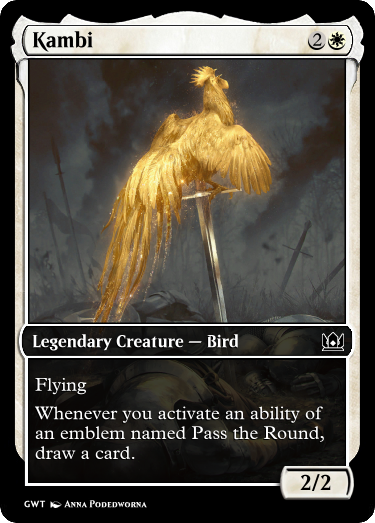 Kambi 2
Legendary Creature — Bird
Flying
Whenever you activate an ability of
an emblem named Pass the Round,
draw a card.
2/2
GWT Anna Podedworna